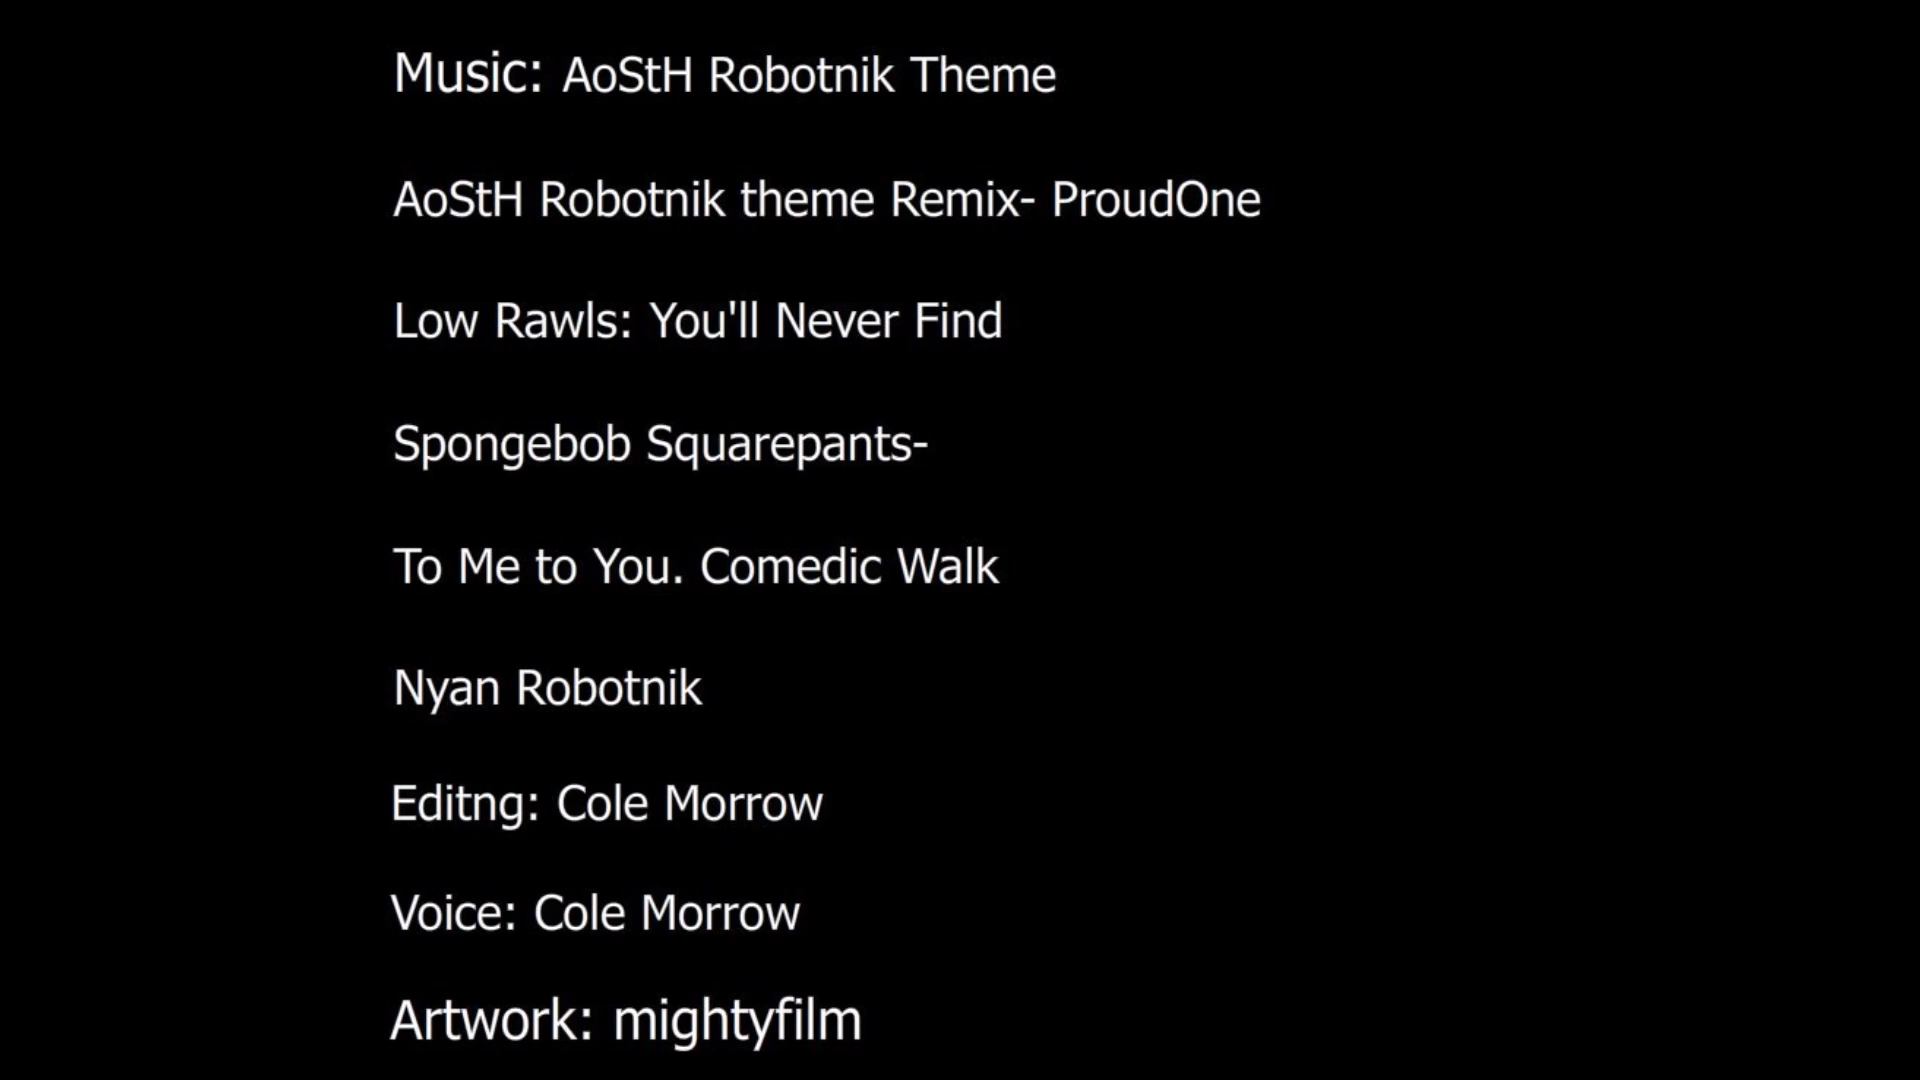 Music: AoStH Robotnik Theme
AoStH Robotnik theme Remix- ProudOne
Low Rawls: You'll Never Find
Spongebob Squarepants-
To Me to You. Comedic Walk
Nyan Robotnik
Editng: Cole Morrow
Voice: Cole Morrow
Artwork: mightyfilm